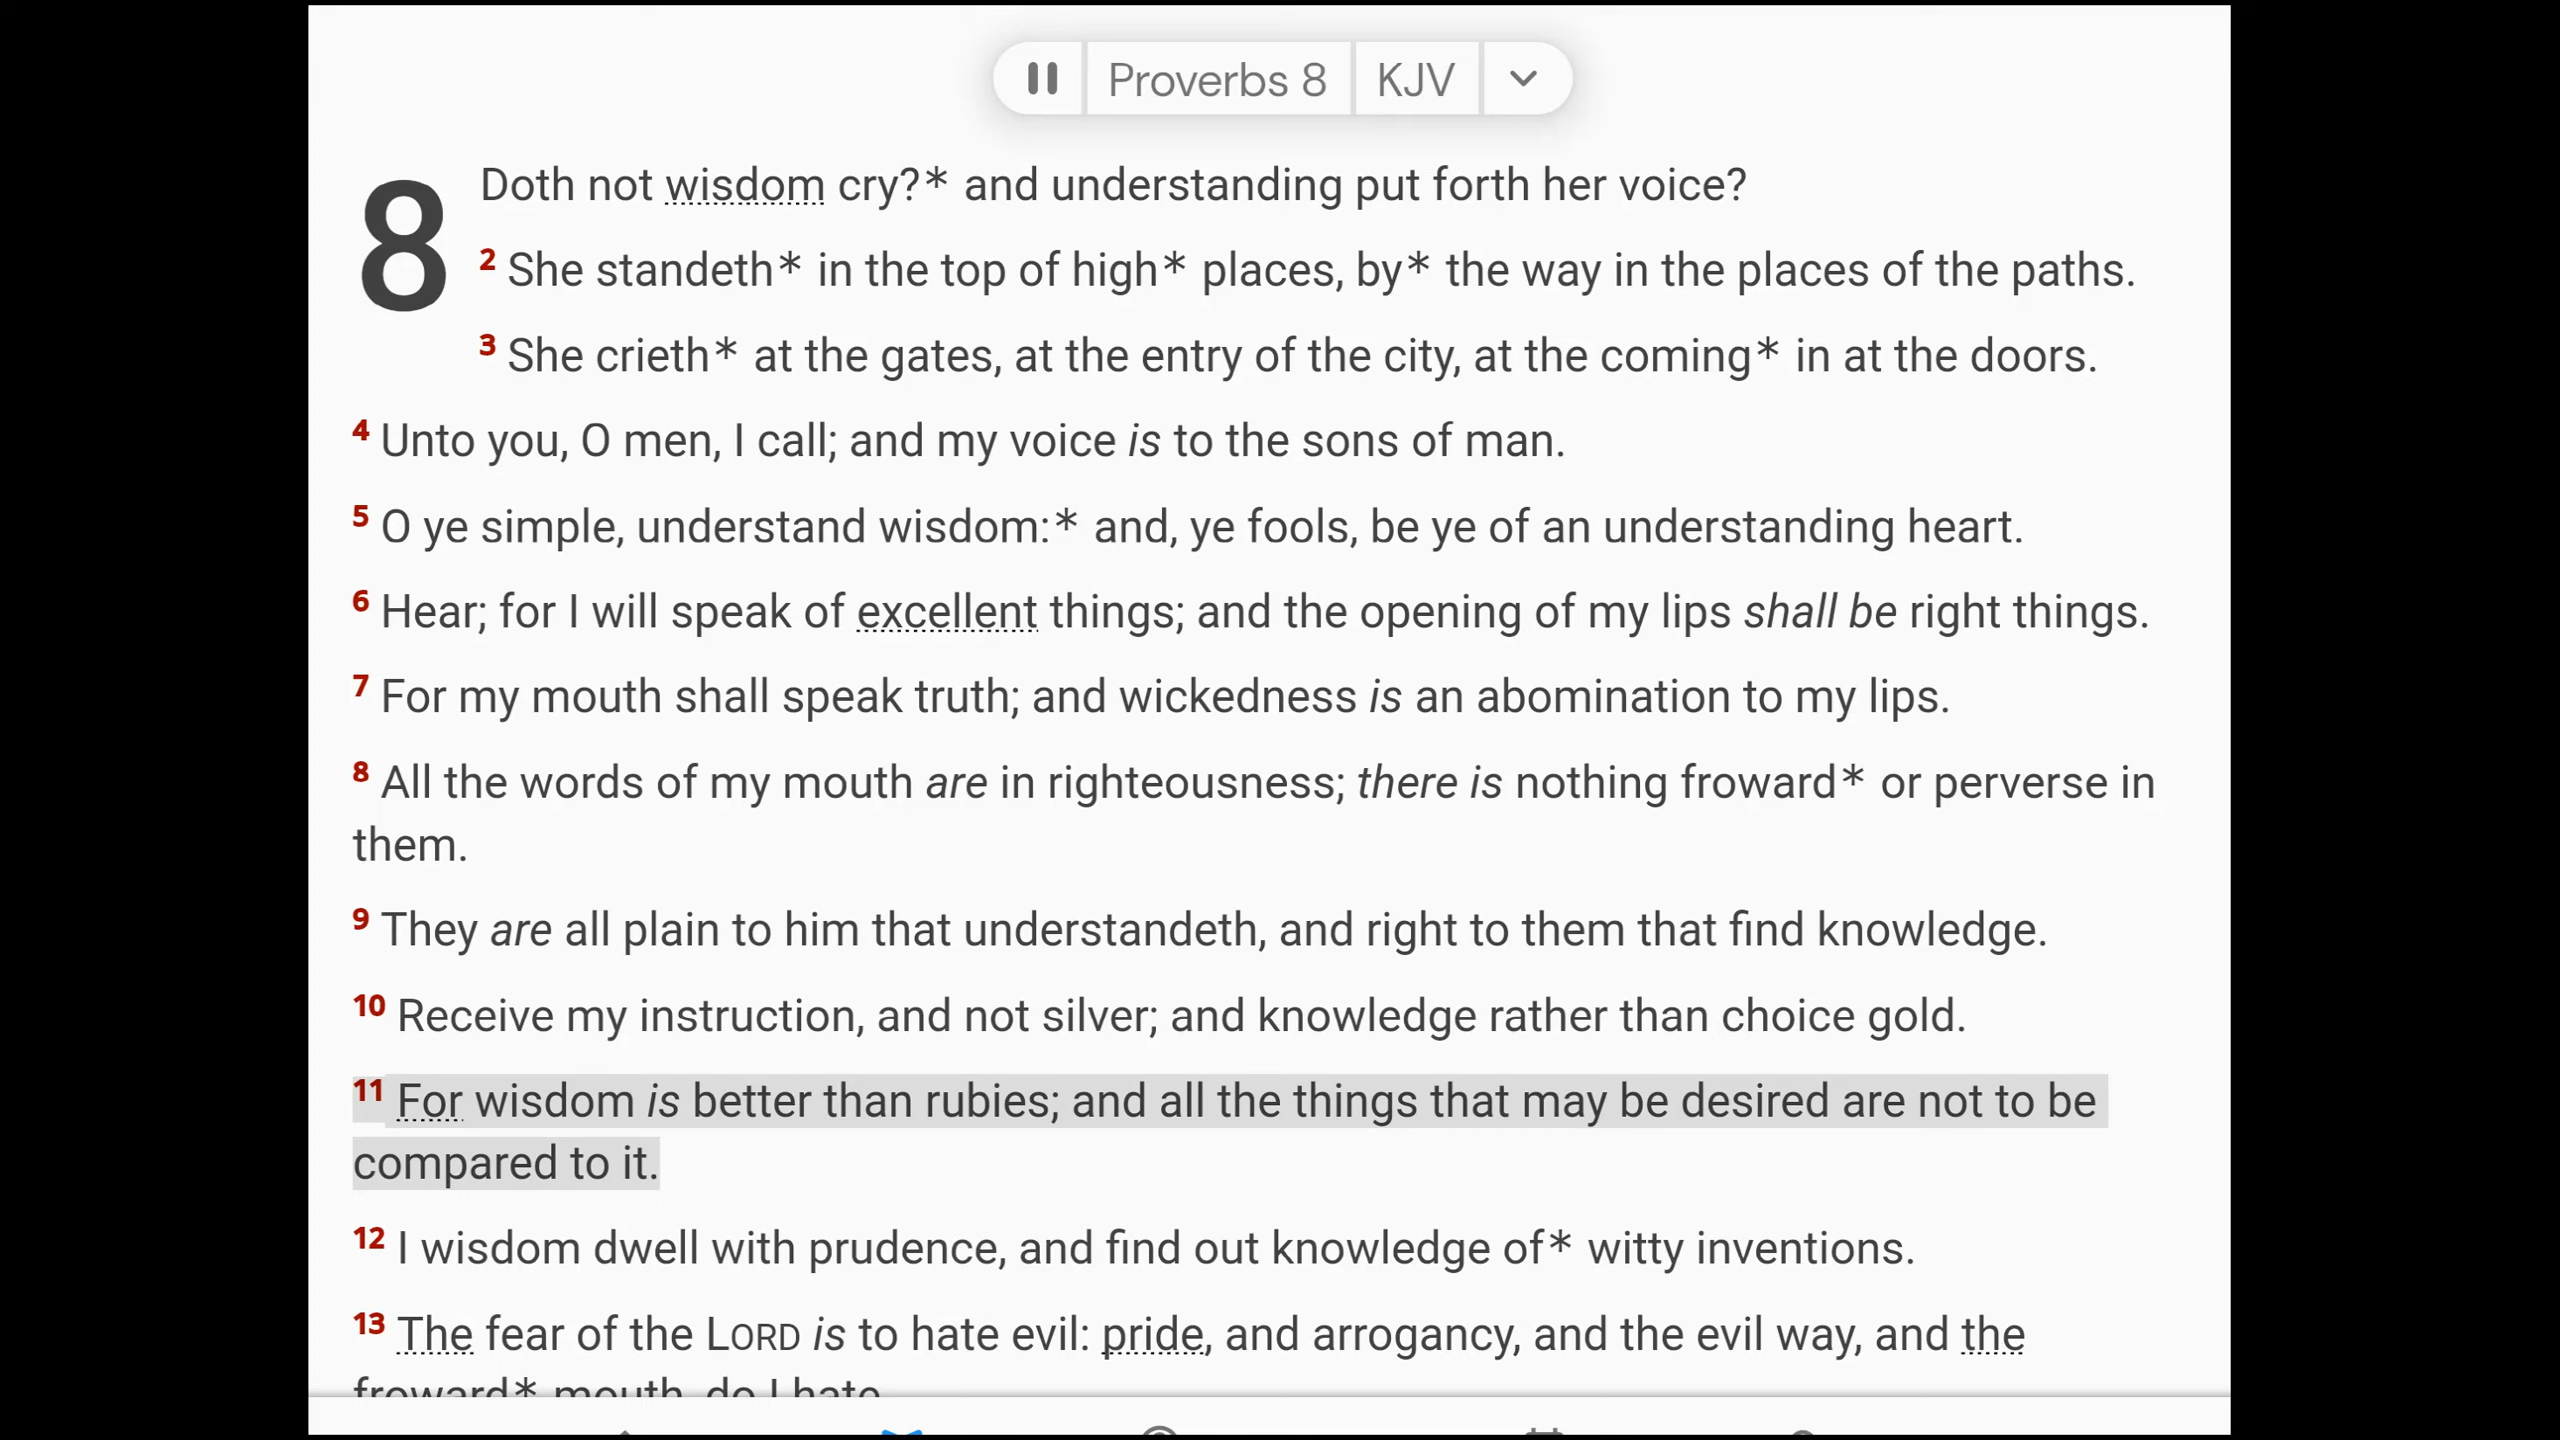 Proverbs 8 KJV
8 Doth not wisdom cry?* and understanding put forth her voice?
2 She standeth* in the top of high* places, by* the way in the places of the paths.
3 She crieth* at the gates, at the entry of the city, at the coming* in at the doors.
4 Unto you, O men, I call; and my voice is to the sons of man.
5 O ye simple, understand wisdom:* and, ye fools, be ye of an understanding heart.
6 Hear; for I will speak of excellent things; and the opening of my lips shall be right things.
7 For my mouth shall speak truth; and wickedness is an abomination to my lips.
8 All the words of my mouth are in righteousness; there is nothing froward* or perverse in
them.
9 They are all plain to him that understandeth, and right to them that find knowledge.
10 Receive my instruction, and not silver; and knowledge rather than choice gold.
11 For wisdom is better than rubies; and all the things that may be desired are not to be
compared to it.
12 I wisdom dwell with prudence, and find out knowledge of* witty inventions.
13 The fear of the LORD is to hate evil: pride, and arrogancy, and the evil way, and the
froward* mouth, do I hate.